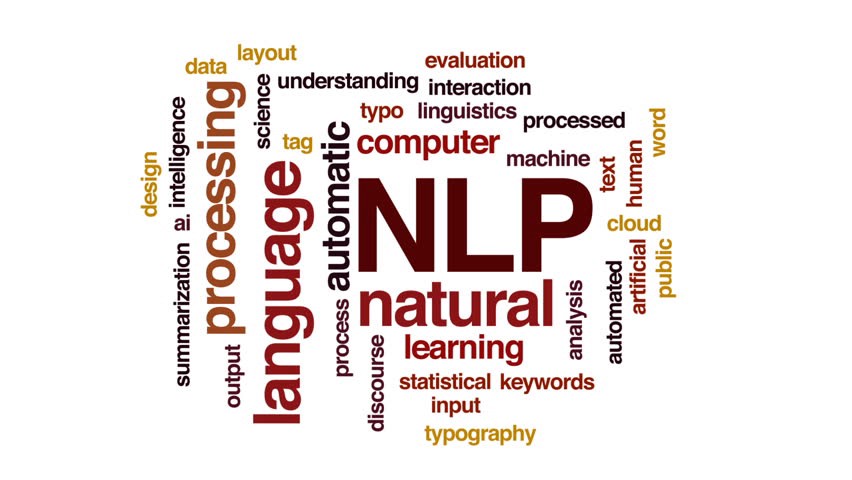 layout
data
evaluation
understanding
interaction
science
intelligence
processing
typo
linguistics
processed
word
tag
automatic
computer
machine
text
human
design
ai.
language
NLP
cloud
artificial
public
summarization
natural
analysis
automated
process
output
discourse
learning
statistical
keywords
input
typography